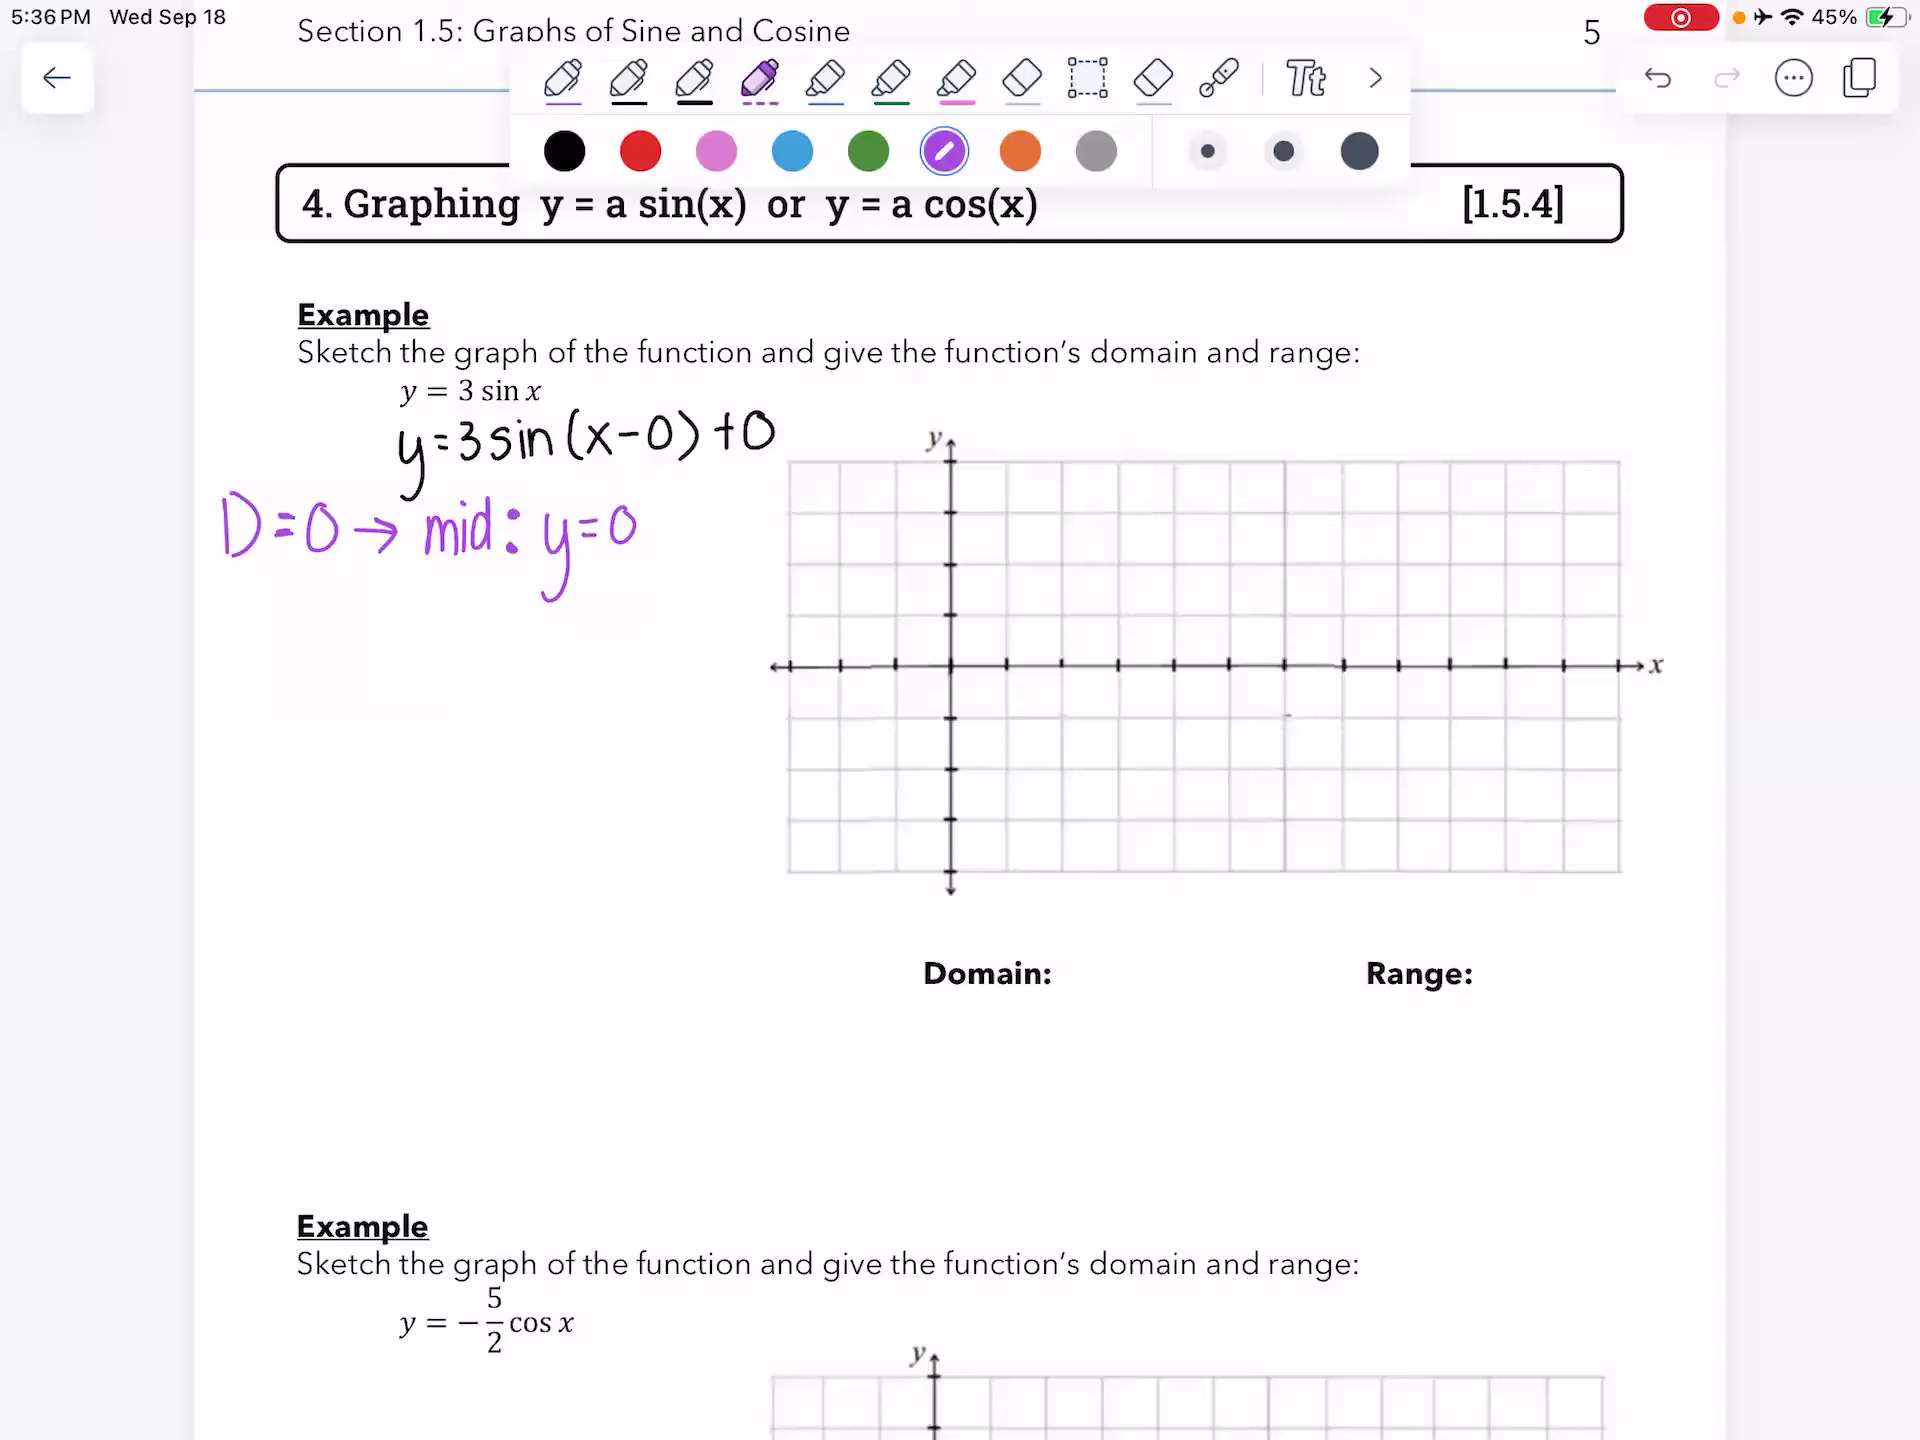 5:36 PM Wed Sep 18 45%
Section 1.5: Graphs of Sine and Cosine 5
Tt
4. Graphing y = a sin(x) or y = a cos(x) [1.5.4]
Example
Sketch the graph of the function and give the function’s domain and range:
y = 3 sin x
y=3sin(x-0)+0
D=0→ mid: y=0
y
x
Domain: Range:
Example
Sketch the graph of the function and give the function’s domain and range:
y = −5/2 cos x
y